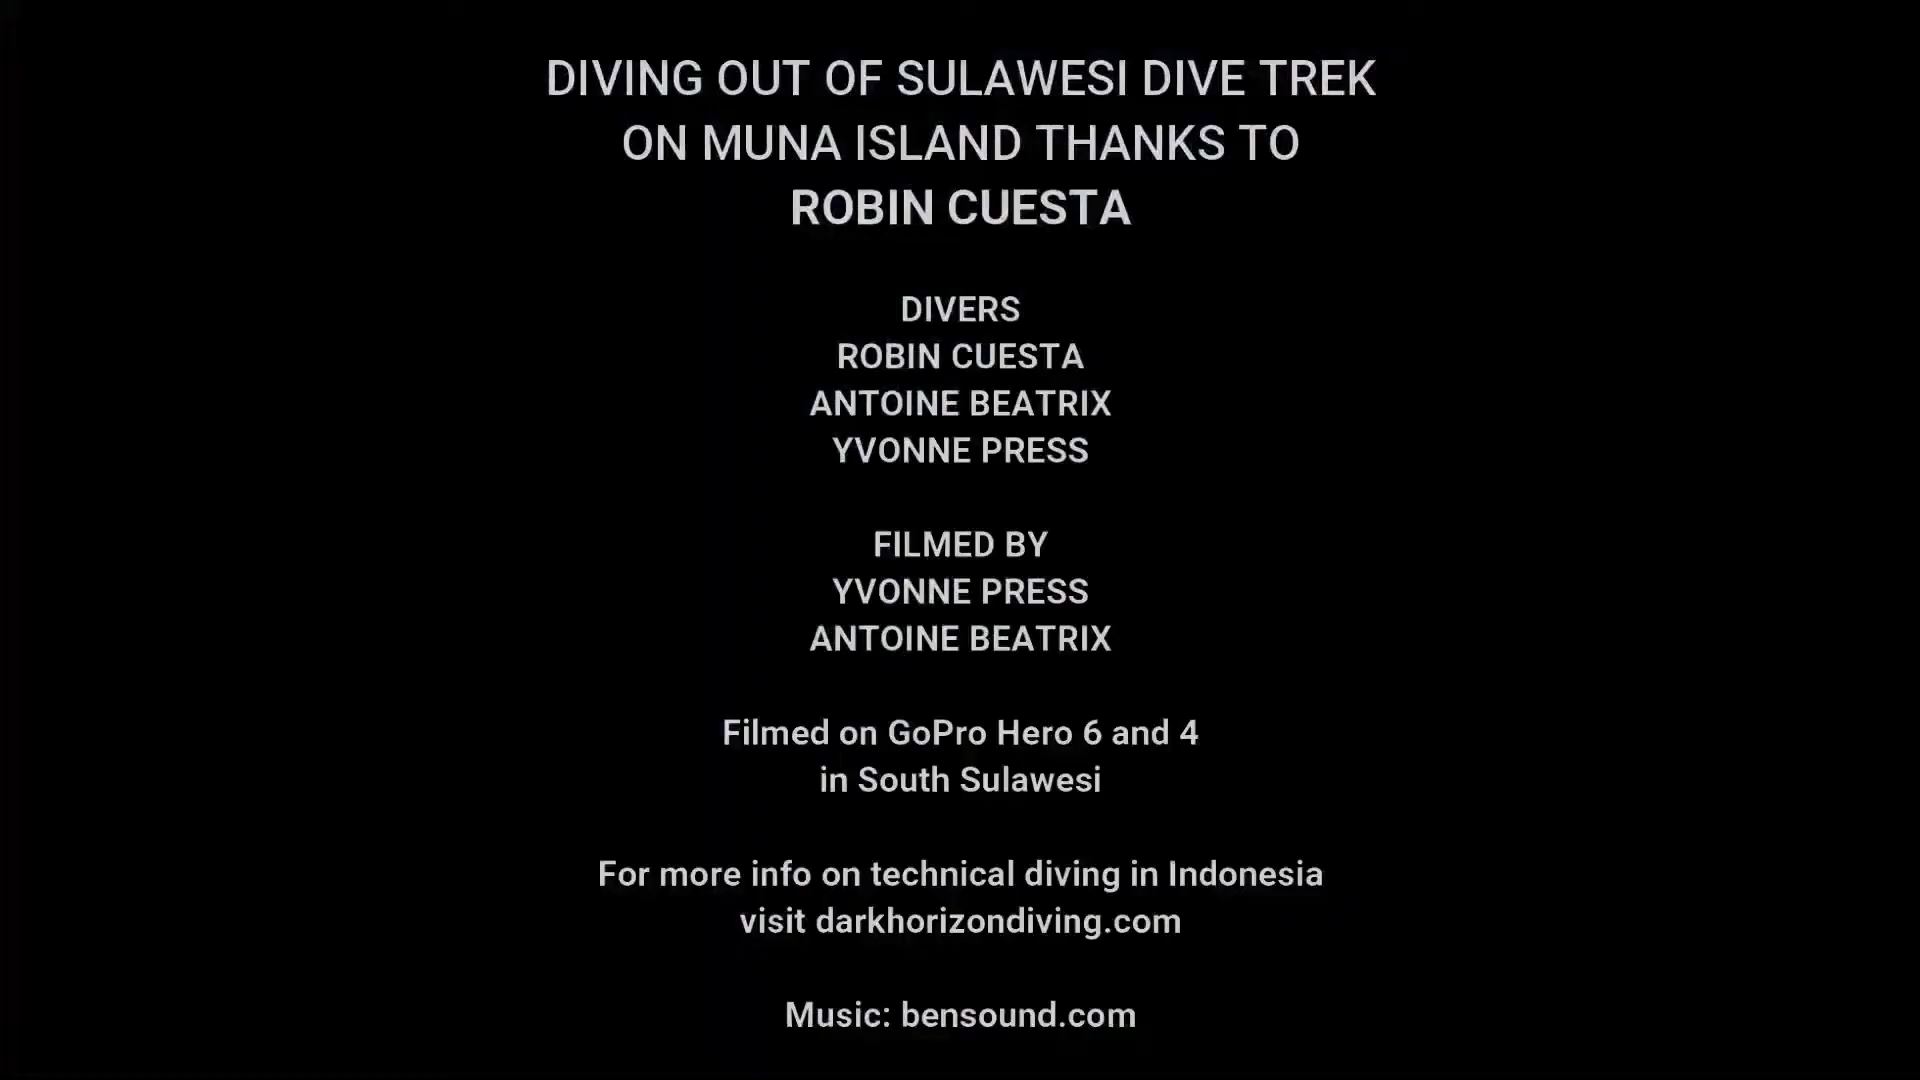 DIVING OUT OF SULAWESI DIVE TREK
ON MUNA ISLAND THANKS TO
ROBIN CUESTA
DIVERS
ROBIN CUESTA
ANTOINE BEATRIX
YVONNE PRESS
FILMED BY
YVONNE PRESS
ANTOINE BEATRIX
Filmed on GoPro Hero 6 and 4
in South Sulawesi
For more info on technical diving in Indonesia
visit darkhorizondiving.com
Music: bensound.com